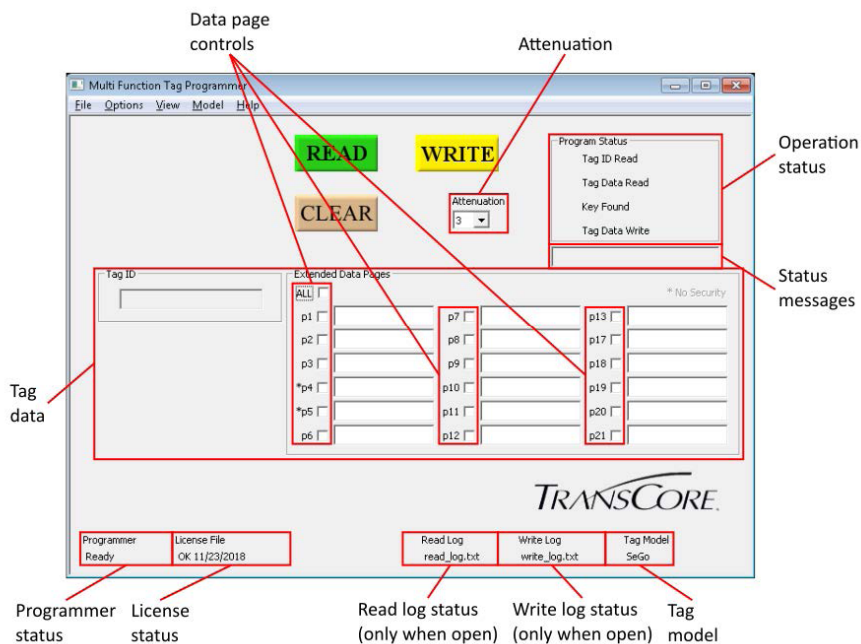 Data page
controls
Attenuation
Multi Function Tag Programmer
File Options View Model Help
READ
WRITE
CLEAR
Attenuation
3
Program Status
Tag ID Read
Tag Data Read
Key Found
Tag Data Write
Operation
status
Status
messages
Tag ID
Extended Data Pages
* No Security
ALL
p1 p7 p13
p2 p8 p17
p3 p9 p18
*p4 p10 p19
*p5 p11 p20
p6 p12 p21
Tag
data
TRANSCORE.
Programmer License File Read Log Write Log Tag Model
Ready OK 11/23/2018 read_log.txt write_log.txt SeGo
Programmer
status
License
status
Read log status
(only when open)
Write log status
(only when open)
Tag
model